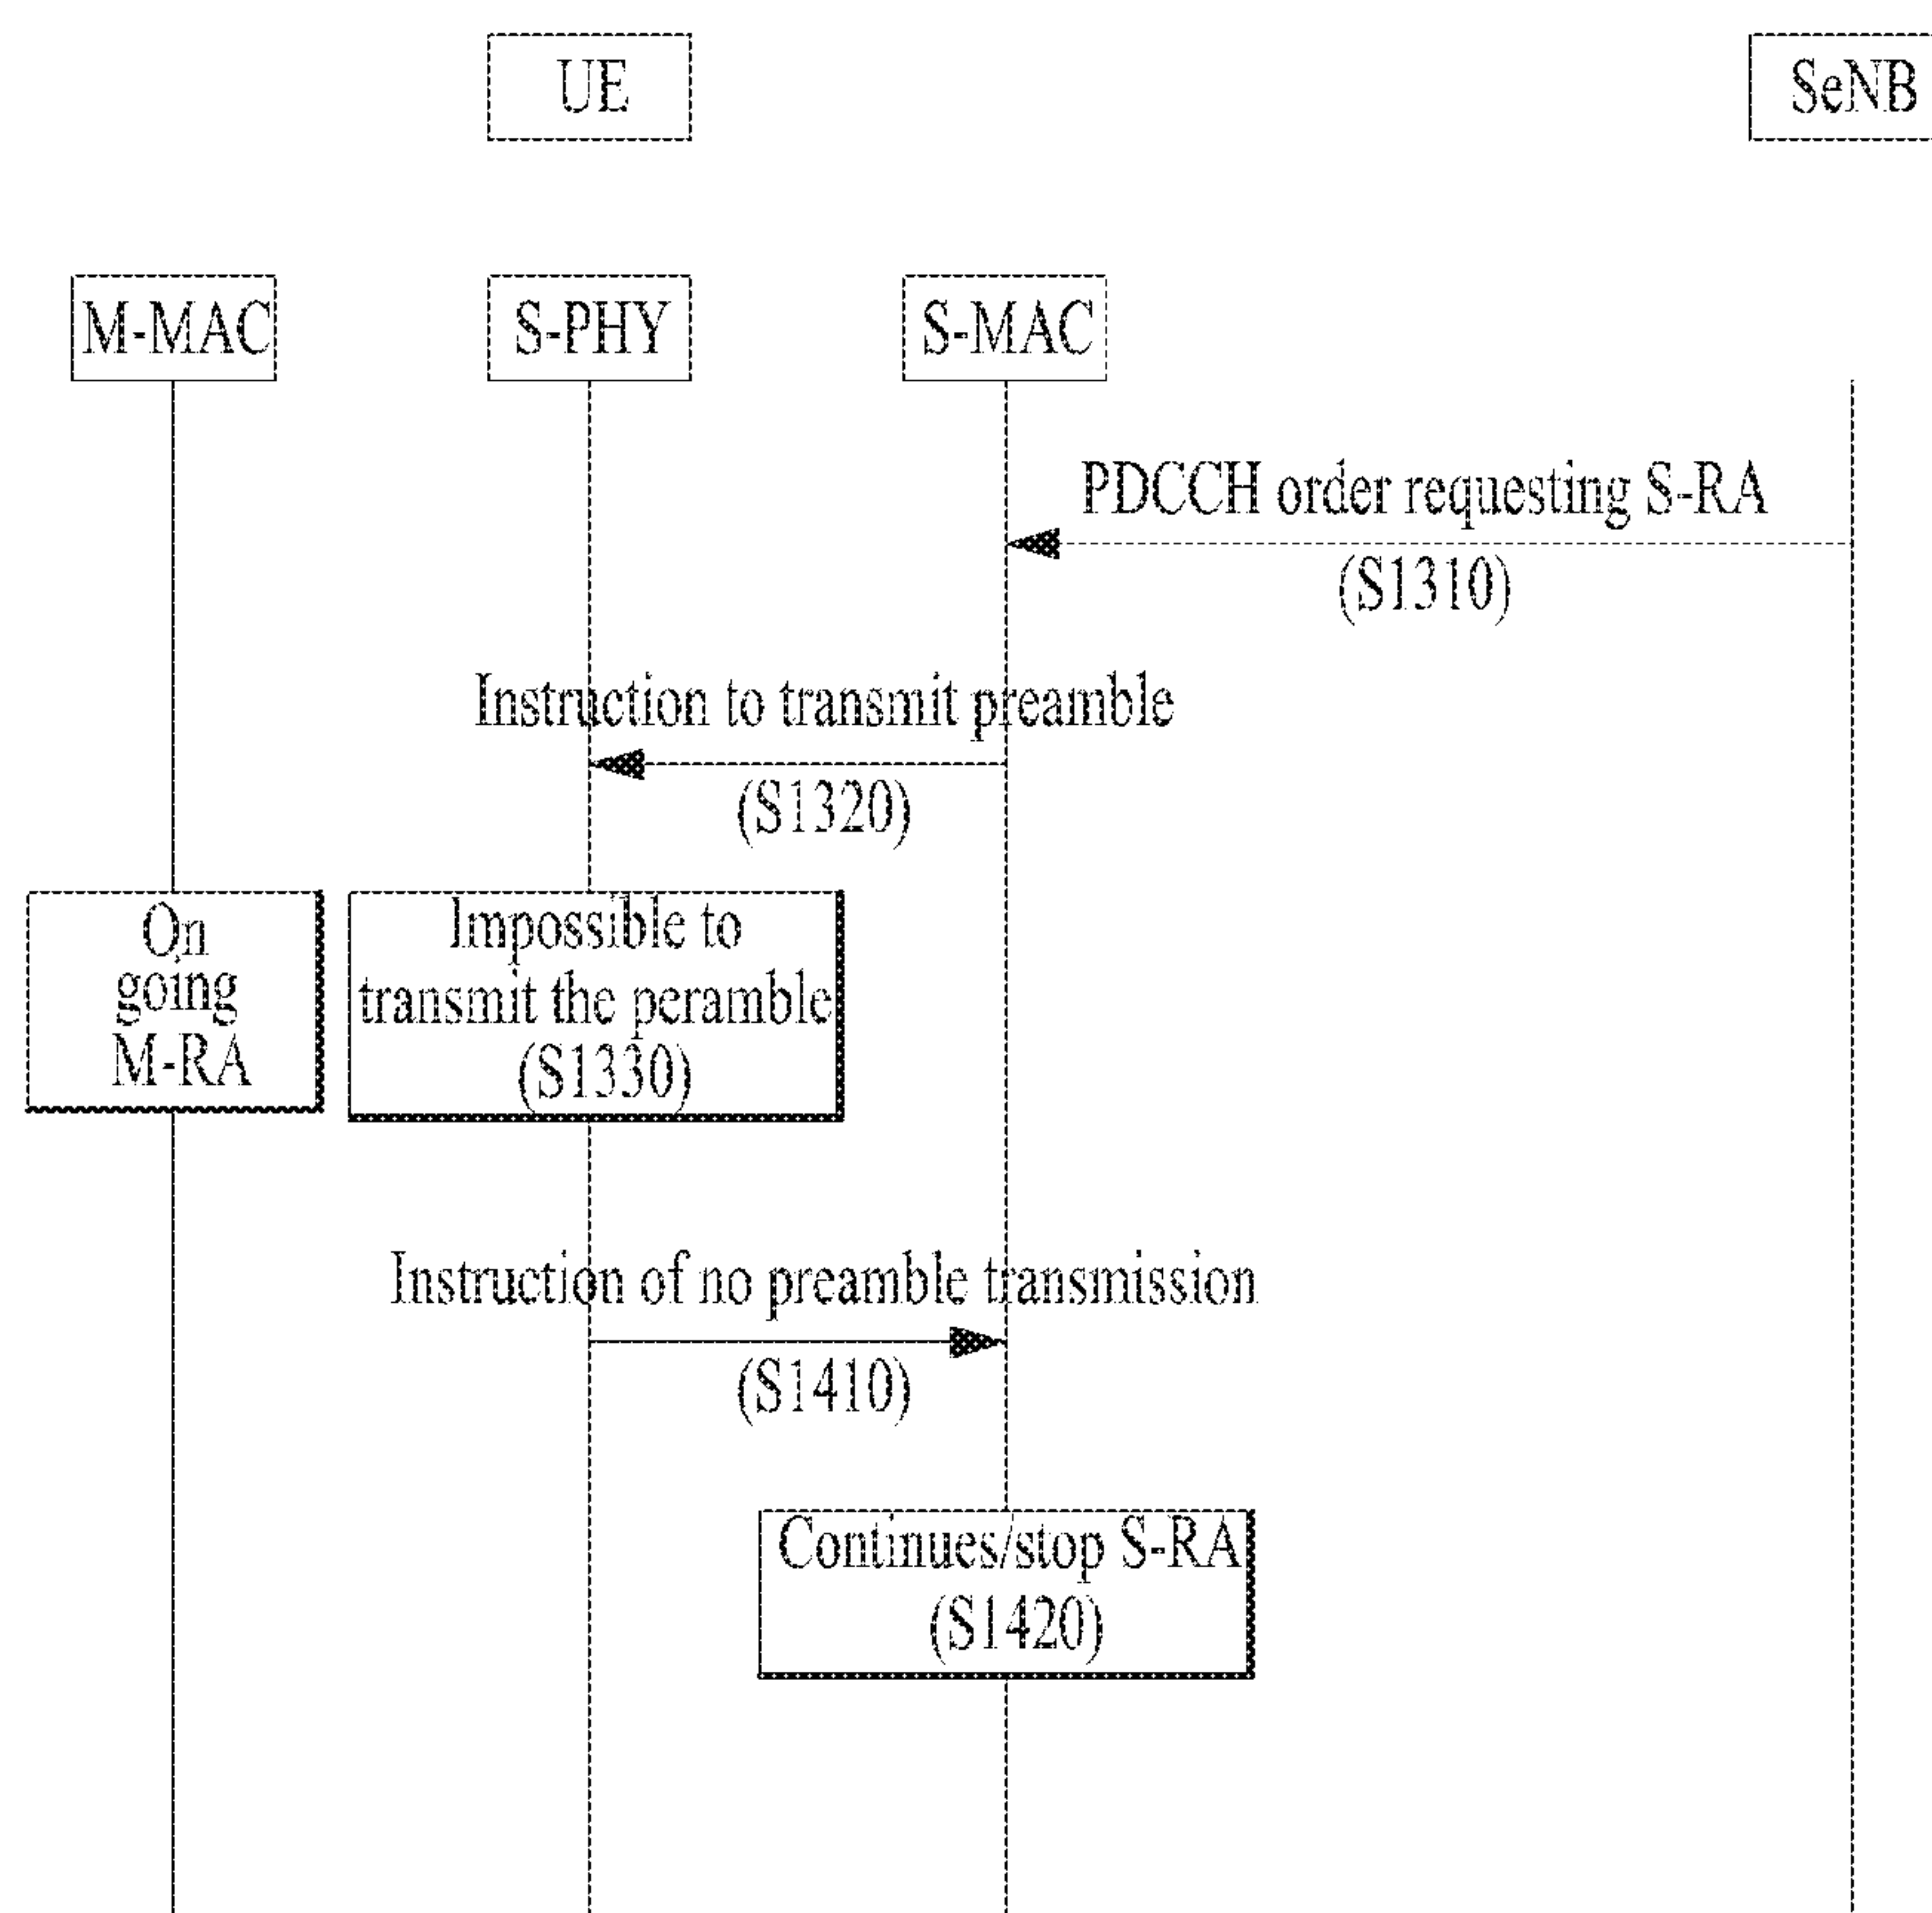 UE
SeNB
M-MAC
S-PHY
S-MAC
PDCCH order requesting S-RA
(S1310)
Instruction to transmit preamble
(S1320)
On
going
M-RA
Impossible to
transmit the peramble
(S1330)
Instruction of no preamble transmission
(S1410)
Continues/stop S-RA
(S1420)